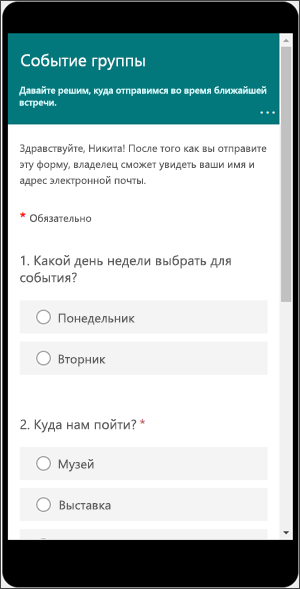 Событие группы
Давайте решим, куда отправимся во время ближайшей
встречи.
...
Здравствуйте, Никита! После того как вы отправите
эту форму, владелец сможет увидеть ваши имя и
адрес электронной почты.
* Обязательно
1. Какой день недели выбрать для
события?
Понедельник
Вторник
2. Куда нам пойти? *
Музей
Выставка